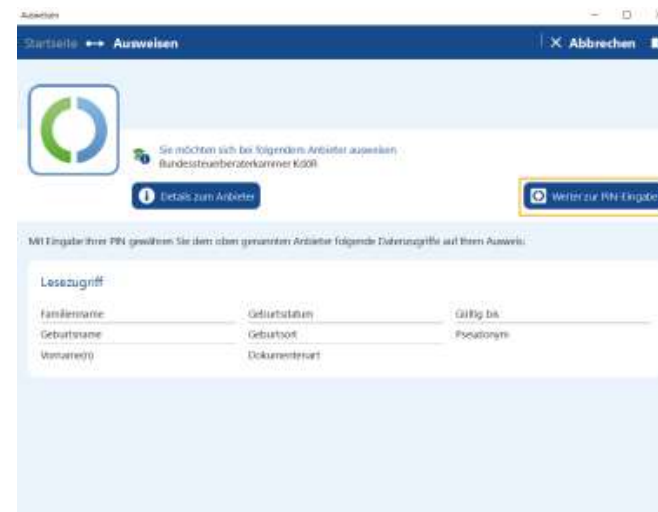 Ausweisen
Startseite Ausweisen
Abbrechen
Sie möchten sich bei folgendem Anbieter ausweisen
Bundessteuerberaterkammer KdöR
Details zum Anbieter
Weiter zur PIN-Eingabe
Mit Eingabe Ihrer PIN gewähren Sie dem oben genannten Anbieter folgende Datenzugriffe auf Ihren Ausweis:
Lesezugriff
Familienname Geburtsdatum Gültig bis
Geburtsname Geburtsort Pseudonym
Vorname(n) Dokumentenart